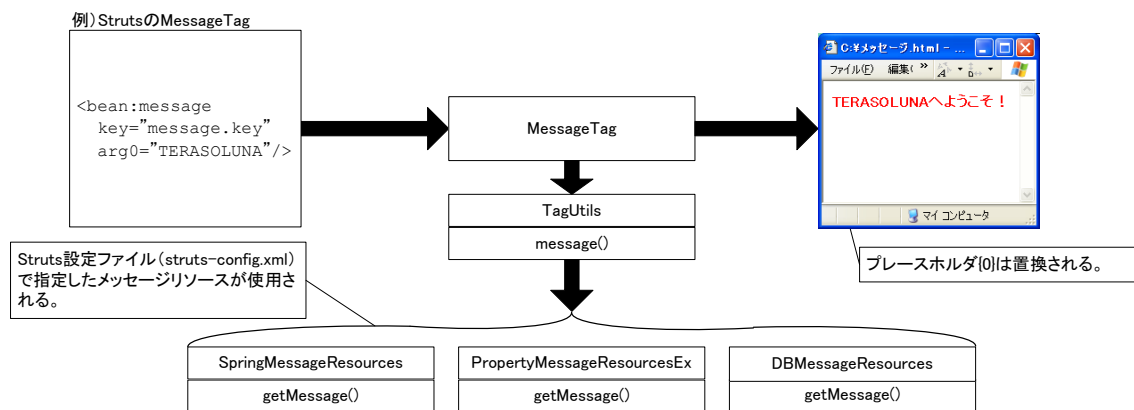 例）StrutsのMessageTag
<bean:message
key=”message.key”
arg0=”TERASOLUNA”/>
MessageTag
TagUtils
message()
C:¥メッセージ.html - ...
ファイル(F) 編集( »
TERASOLUNAへようこそ！
マイ コンピュータ
Struts設定ファイル（struts-config.xml）
で指定したメッセージリソースが使用さ
れる。
プレースホルダ{0}は置換される。
SpringMessageResources
getMessage()
PropertyMessageResourcesEx
getMessage()
DBMessageResources
getMessage()